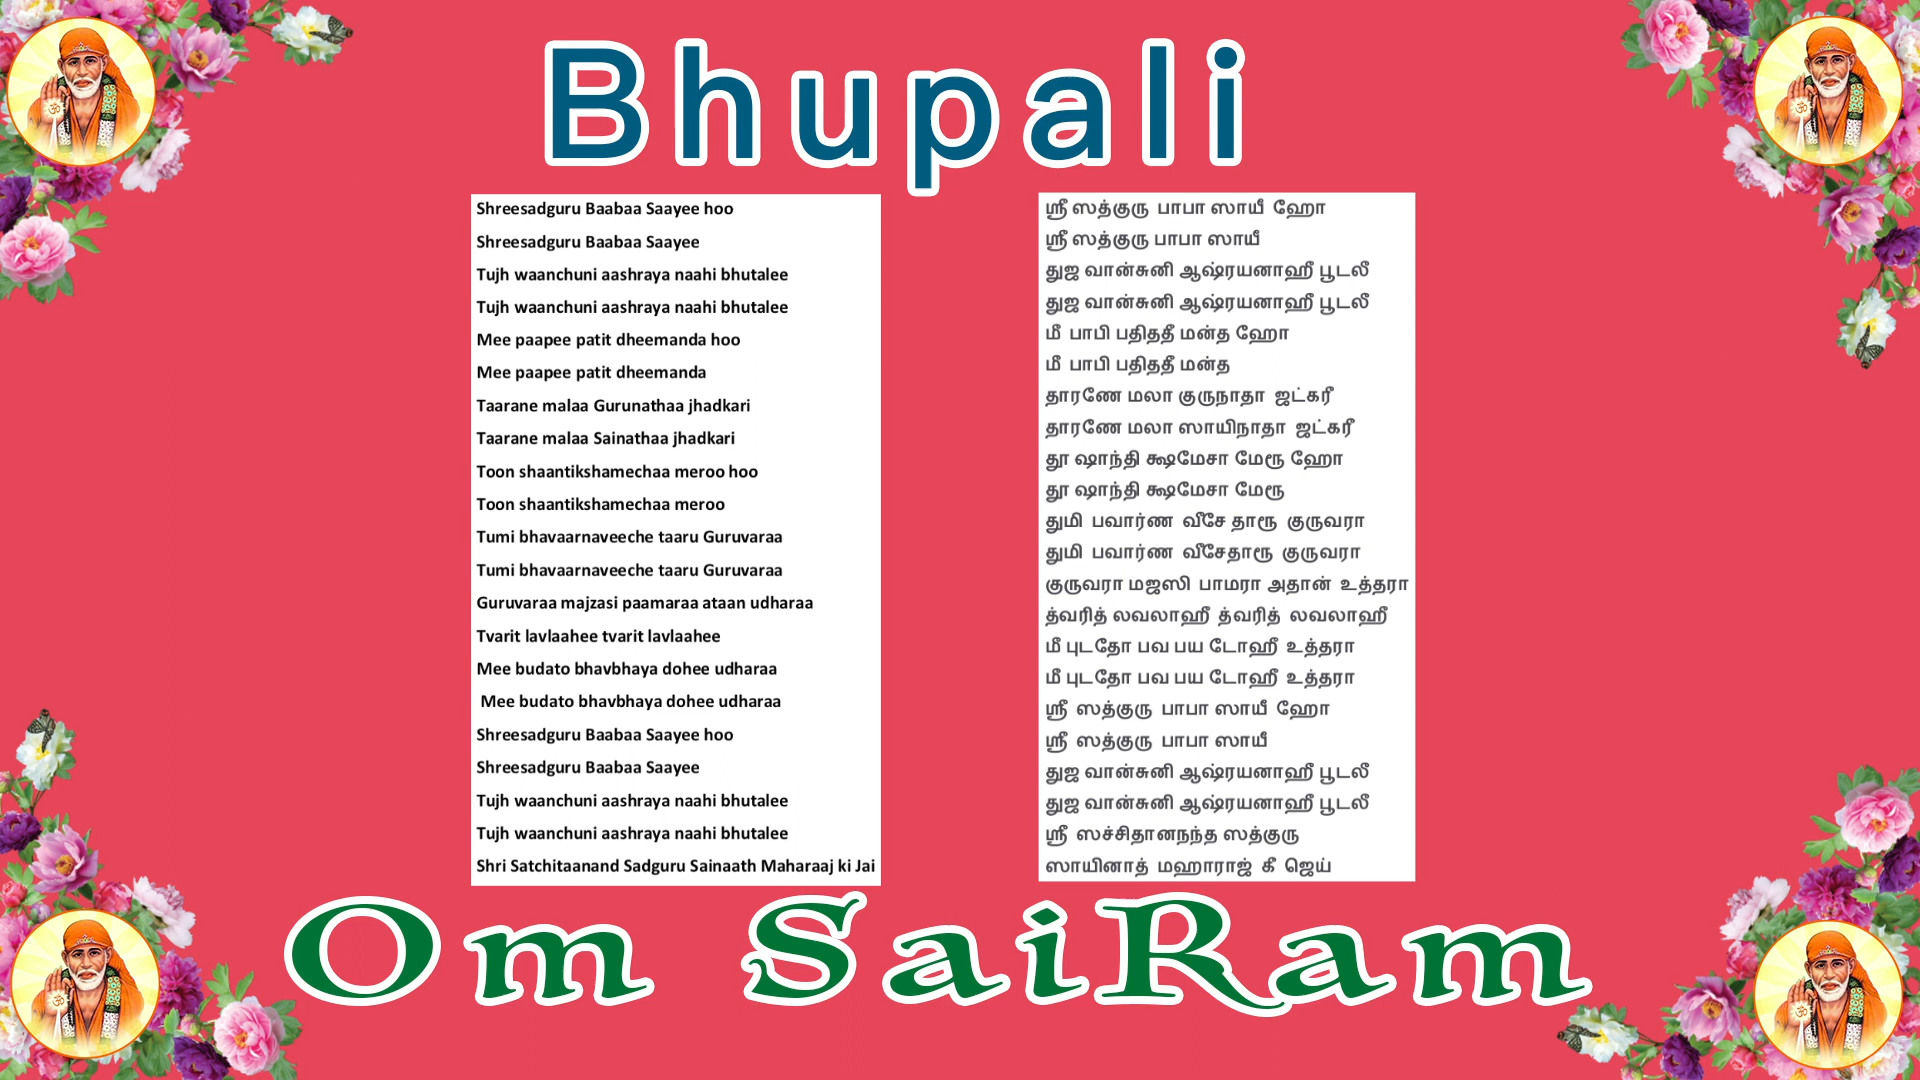 Bhupali
Shreesadguru Baabaa Saayee hoo
Shreesadguru Baabaa Saayee
Tujh waanchuni aashraya naahi bhutalee
Tujh waanchuni aashraya naahi bhutalee
Mee paapee patit dheemanda hoo
Mee paapee patit dheemanda
Taarane malaa Gurunathaa jhadkari
Taarane malaa Sainathaa jhadkari
Toon shaantikshamechaa meroo hoo
Toon shaantikshamechaa meroo
Tumi bhavaarnaveeche taaru Guruvaraa
Tumi bhavaarnaveeche taaru Guruvaraa
Guruvaraa majzasi paamaraa ataan udharaa
Tvarit lavlaahee tvarit lavlaahee
Mee budato bhavbhaya dohee udharaa
Mee budato bhavbhaya dohee udharaa
Shreesadguru Baabaa Saayee hoo
Shreesadguru Baabaa Saayee
Tujh waanchuni aashraya naahi bhutalee
Tujh waanchuni aashraya naahi bhutalee
Shri Satchitaanand Sadguru Sainaath Maharaaj ki Jai
ஸ்ரீ ஸத்குரு பாபா ஸாயீ ஹோ
ஸ்ரீ ஸத்குரு பாபா ஸாயீ
துஜ வான்சுனி ஆஷ்ரயனாஹீ பூடலீ
துஜ வான்சுனி ஆஷ்ரயனாஹீ பூடலீ
மீ பாபி பதிததீ மன்த ஹோ
மீ பாபி பதிததீ மன்த
தாரணே மலா குருநாதா ஜட்கரீ
தாரணே மலா ஸாயிநாதா ஜட்கரீ
தூ ஷாந்தி க்ஷமேசா மேரூ ஹோ
தூ ஷாந்தி க்ஷமேசா மேரூ
துமி பவார்ண வீசே தாரூ குருவரா
துமி பவார்ண வீசேதாரூ குருவரா
குருவரா மஜஸி பாமரா அதான் உத்தரா
த்வரித் லவலாஹீ த்வரித் லவலாஹீ
மீ புடதோ பவ பய டோஹீ உத்தரா
மீ புடதோ பவ பய டோஹீ உத்தரா
ஸ்ரீ ஸத்குரு பாபா ஸாயீ ஹோ
ஸ்ரீ ஸத்குரு பாபா ஸாயீ
துஜ வான்சுனி ஆஷ்ரயனாஹீ பூடலீ
துஜ வான்சுனி ஆஷ்ரயனாஹீ பூடலீ
ஸ்ரீ ஸச்சிதானநந்த ஸத்குரு
ஸாயினாத் மஹாராஜ் கீ ஜெய்
Om SaiRam